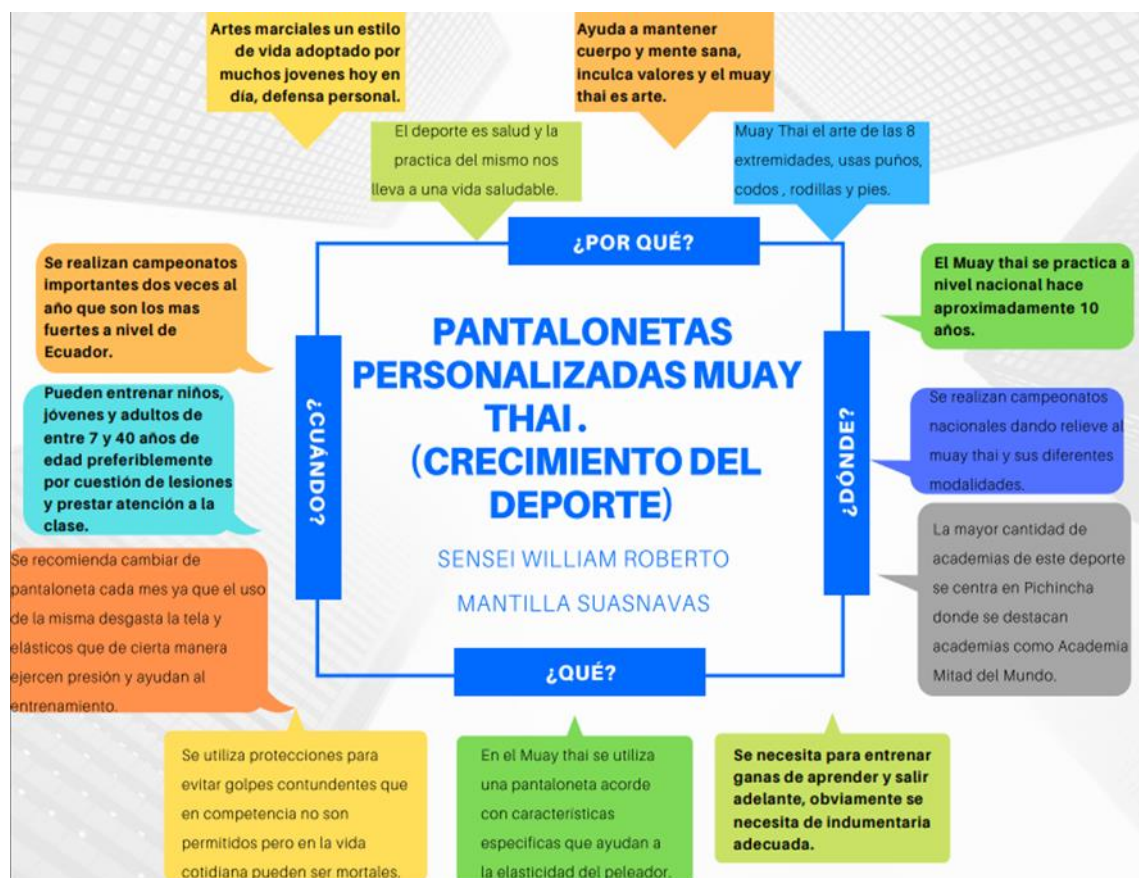 Artes marciales un estilo
de vida adoptado por
muchos jovenes hoy en
día, defensa personal.
Ayuda a mantener
cuerpo y mente sana,
inculca valores y el muay
thai es arte.
El deporte es salud y la
practica del mismo nos
lleva a una vida saludable.
Muay Thai el arte de las 8
extremidades, usas puños,
codos , rodillas y pies.
¿POR QUÉ?
Se realizan campeonatos
importantes dos veces al
año que son los mas
fuertes a nivel de
Ecuador.
Pueden entrenar niños,
jóvenes y adultos de
entre 7 y 40 años de
edad preferiblemente
por cuestión de lesiones
y prestar atención a la
clase.
Se recomienda cambiar de
pantaloneta cada mes ya que el uso
de la misma desgasta la tela y
elásticos que de cierta manera
ejercen presión y ayudan al
entrenamiento.
¿CUÁNDO?
PANTALONETAS
PERSONALIZADAS MUAY
THAI.
(CRECIMIENTO DEL
DEPORTE)
SENSEI WILLIAM ROBERTO
MANTILLA SUASNAVAS
¿DÓNDE?
El Muay thai se practica a
nivel nacional hace
aproximadamente 10
años.
Se realizan campeonatos
nacionales dando relieve al
muay thai y sus diferentes
modalidades.
La mayor cantidad de
academias de este deporte
se centra en Pichincha
donde se destacan
academias como Academia
Mitad del Mundo.
¿QUÉ?
Se utiliza protecciones para
evitar golpes contundentes que
en competencia no son
permitidos pero en la vida
cotidiana pueden ser mortales.
En el Muay thai se utiliza
una pantaloneta acorde
con características
especificas que ayudan a
la elasticidad del peleador.
Se necesita para entrenar
ganas de aprender y salir
adelante, obviamente se
necesita de indumentaria
adecuada.